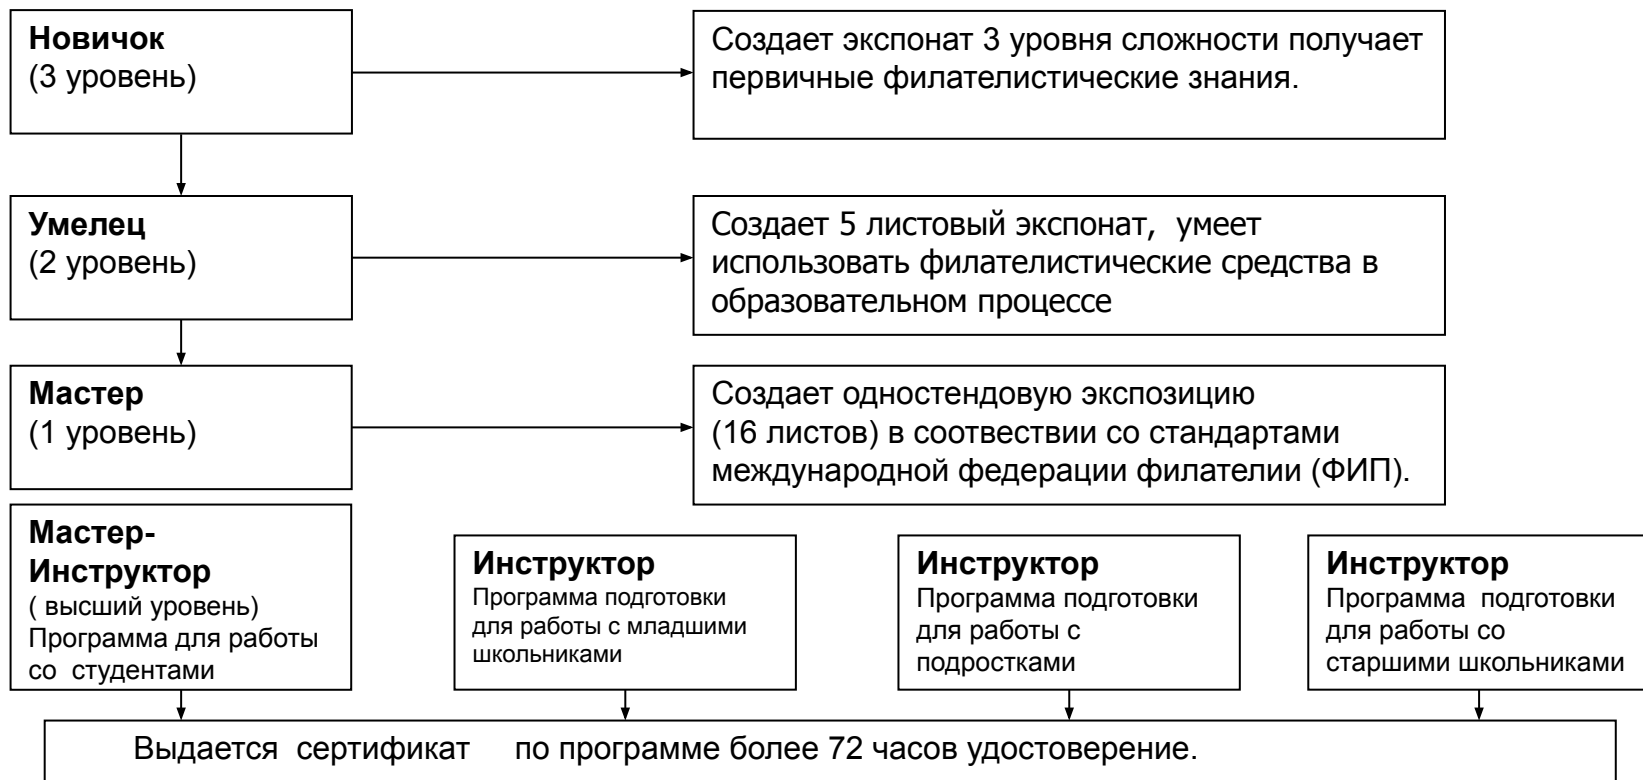 Новичок
(3 уровень)
Создает экспонат 3 уровня сложности получает
первичные филателистические знания.
Умелец
(2 уровень)
Создает 5 листовый экспонат, умеет
использовать филателистические средства в
образовательном процессе
Мастер
(1 уровень)
Создает одностендовую экспозицию
(16 листов) в соотвествии со стандартами
международной федерации филателии (ФИП).
Мастер-
Инструктор
( высший уровень)
Программа для работы
со студентами
Инструктор
Программа подготовки
для работы с младшими
школьниками
Инструктор
Программа подготовки
для работы с
подростками
Инструктор
Программа подготовки
для работы со
старшими школьниками
Выдается сертификат по программе более 72 часов удостоверение.